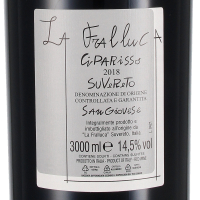 LA FRALLUCA
CIPARISSO
2018
SUVERETO
DENOMINAZIONE DI ORIGINE
CONTROLLATA E GARANTITA
SANGIOVESE
Integralmente prodotto e
imbottigliato all'origine da
"La Fralluca" Suvereto, Italia.
3000 ml e 14,5% vol